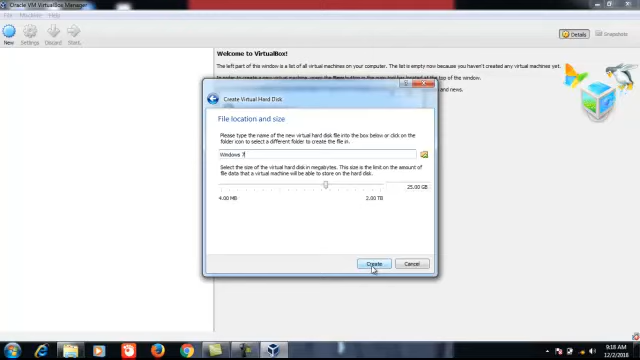 Oracle VM VirtualBox Manager
File Machine Help
New Settings Discard Start
Details Snapshots
Welcome to VirtualBox!
The left part of this window is a list of all virtual machines on your computer. The list is empty now because you haven't created any virtual machines yet.
and news.
Create Virtual Hard Disk
File location and size
Please type the name of the new virtual hard disk file into the box below or click on the
folder icon to select a different folder to create the file in.
Windows 7
Select the size of the virtual hard disk in megabytes. This size is the limit on the amount of
file data that a virtual machine will be able to store on the hard disk.
25.00 GB
4.00 MB 2.00 TB
Create Cancel
9:18 AM
12/2/2018